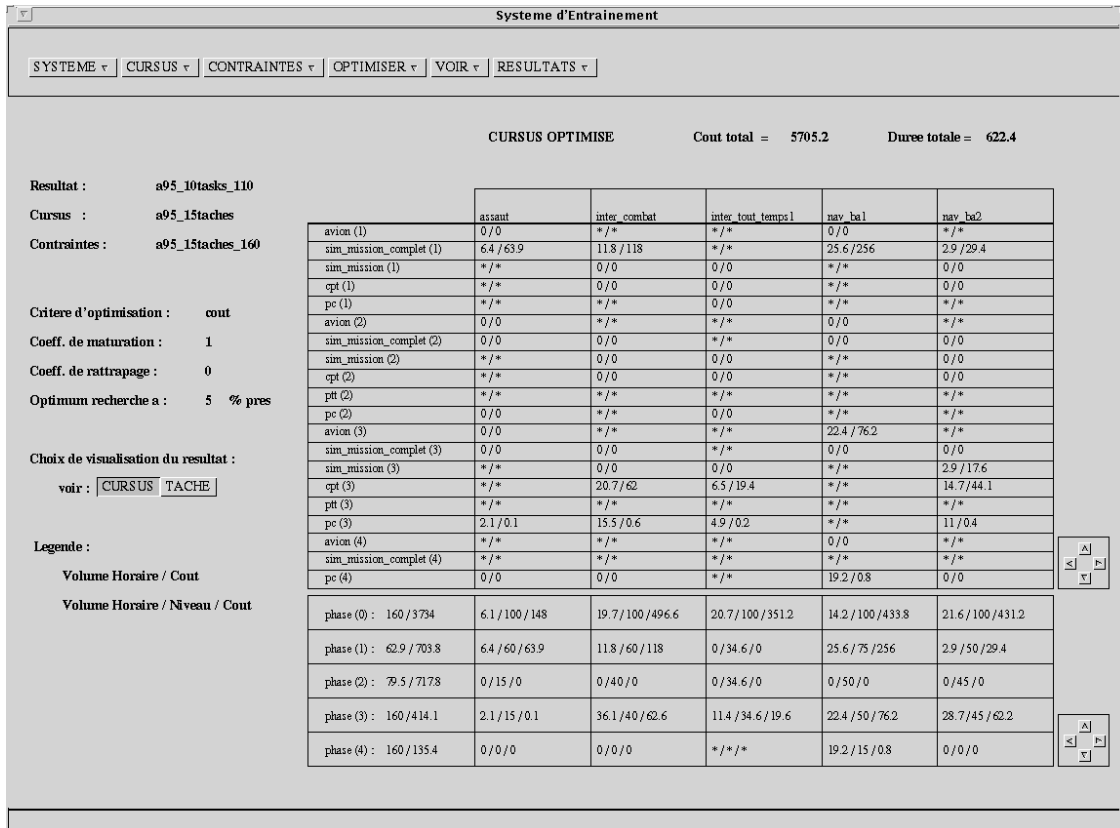 Systeme d'Entrainement
SYSTEME CURSUS CONTRAINTES OPTIMISER VOIR RESULTATS
CURSUS OPTIMISE Cout total = 5705.2 Duree totale = 622.4
Resultat : a95_10tasks_110
Cursus : a95_15taches
Contraintes : a95_15taches_160
Critere d'optimisation : cout
Coeff. de maturation : 1
Coeff. de rattrapage : 0
Optimum recherche a : 5 % pres
Choix de visualisation du resultat :
voir : CURSUS TACHE
Legende :
Volume Horaire / Cout
Volume Horaire / Niveau / Cout
assaut inter_combat inter_tout_temps1 nav_ba1 nav_ba2
avion (1) 0/0 */* */* 0/0 */*
sim_mission_complet (1) 6.4/63.9 11.8/118 */* 25.6/256 2.9/29.4
sim_mission (1) */* 0/0 0/0 */* 0/0
cpt (1) */* 0/0 0/0 */* 0/0
pc (1) */* */* 0/0 */* */*
avion (2) 0/0 */* */* 0/0 */*
sim_mission_complet (2) 0/0 0/0 */* 0/0 0/0
sim_mission (2) */* 0/0 0/0 */* 0/0
cpt (2) */* 0/0 0/0 */* 0/0
ptt (2) */* */* */* */* */*
pc (2) 0/0 */* 0/0 */* */*
avion (3) 0/0 */* */* 22.4/76.2 */*
sim_mission_complet (3) 0/0 0/0 */* 0/0 0/0
sim_mission (3) */* 0/0 0/0 */* 2.9/17.6
cpt (3) */* 20.7/62 6.5/19.4 */* 14.7/44.1
ptt (3) */* */* */* */* */*
pc (3) 2.1/0.1 15.5/0.6 4.9/0.2 */* 11/0.4
avion (4) */* */* */* 0/0 */*
sim_mission_complet (4) */* */* */* */* */*
pc (4) 0/0 0/0 */* 19.2/0.8 0/0
phase (0) : 160/3734 6.1/100/148 19.7/100/496.6 20.7/100/351.2 14.2/100/433.8 21.6/100/431.2
phase (1) : 62.9/703.8 6.4/60/63.9 11.8/60/118 0/34.6/0 25.6/75/256 2.9/50/29.4
phase (2) : 79.5/717.8 0/15/0 0/40/0 0/34.6/0 0/50/0 0/45/0
phase (3) : 160/414.1 2.1/15/0.1 36.1/40/62.6 11.4/34.6/19.6 22.4/50/76.2 28.7/45/62.2
phase (4) : 160/135.4 0/0/0 0/0/0 */*/* 19.2/15/0.8 0/0/0